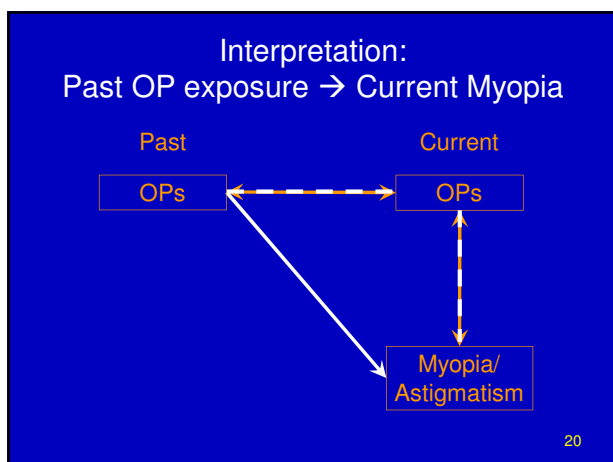 Interpretation:
Past OP exposure → Current Myopia
Past Current
OPs OPs
Myopia/
Astigmatism
20